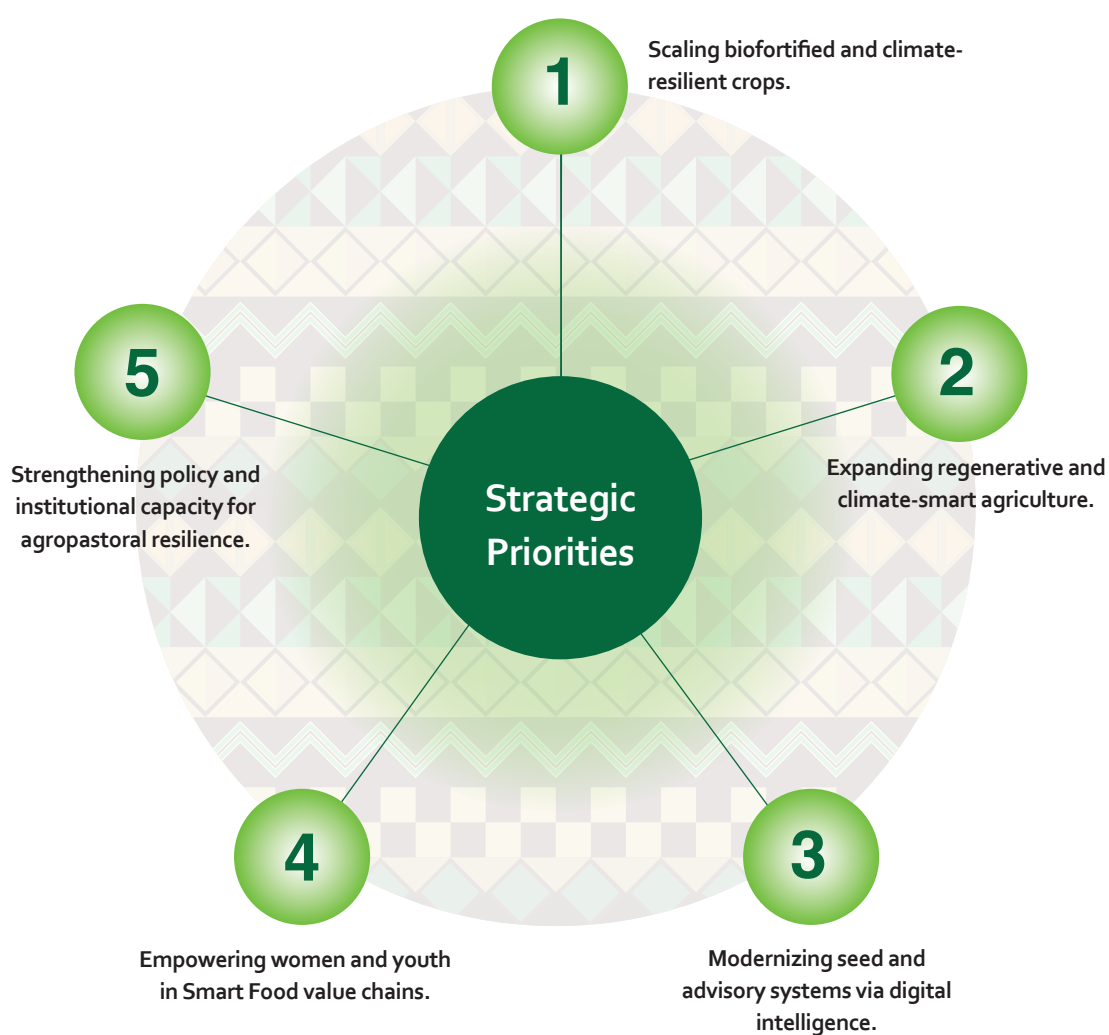 1
Scaling biofortified and climate-
resilient crops.
2
Expanding regenerative and
climate-smart agriculture.
3
Modernizing seed and
advisory systems via digital
intelligence.
4
Empowering women and youth
in Smart Food value chains.
5
Strengthening policy and
institutional capacity for
agropastoral resilience.
Strategic
Priorities